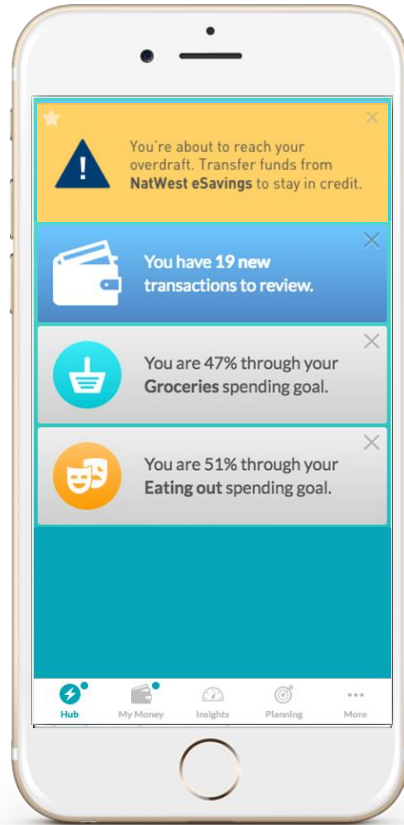 You're about to reach your
overdraft. Transfer funds from
NatWest eSavings to stay in credit.
You have 19 new
transactions to review.
You are 47% through your
Groceries spending goal.
You are 51% through your
Eating out spending goal.
Hub
My Money
Insights
Planning
More